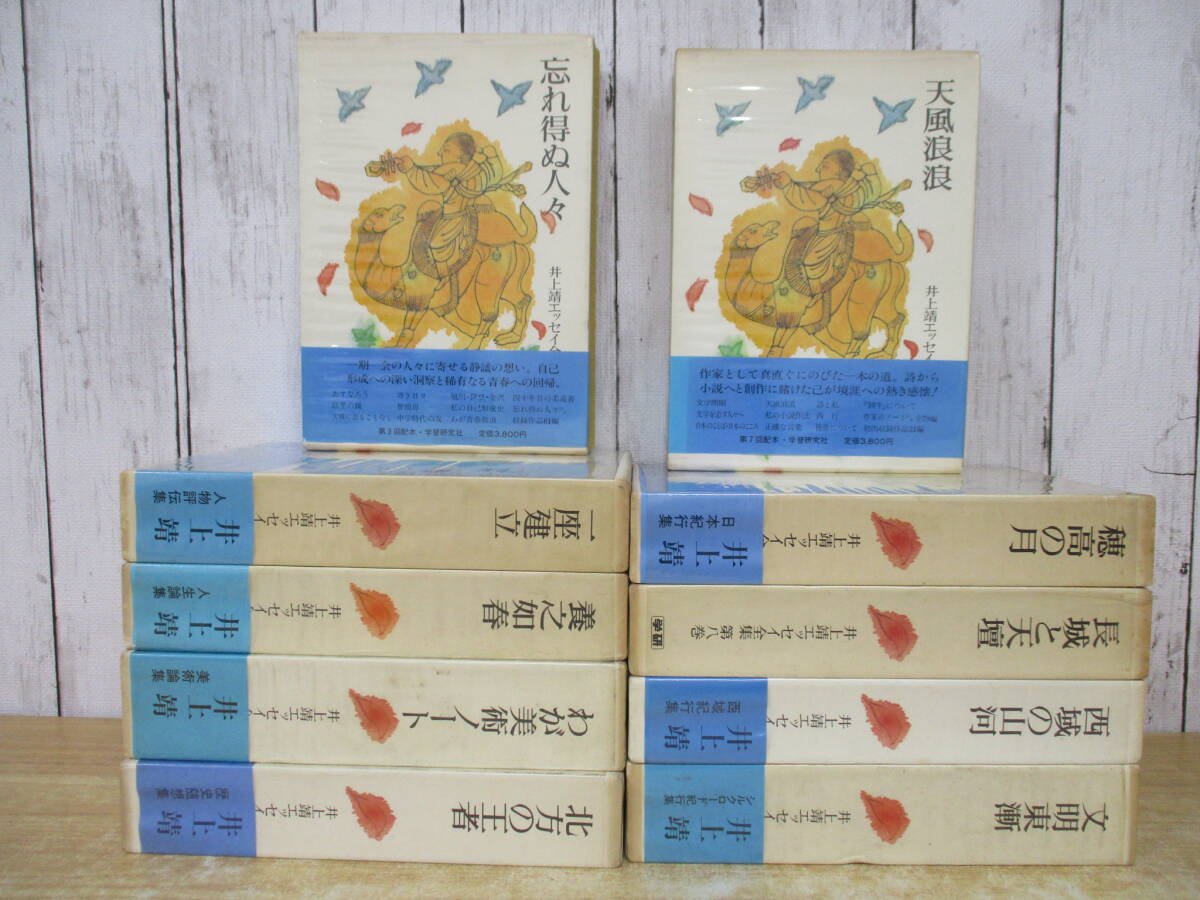 忘れ得ぬ人々
井上靖エッセイ全
一期一会の人々に寄せる静謐の想い。自己
形成への深い洞察と稀有なる青春への回帰。
第3回配本・学習研究社 定価3,800円
天風浪浪
井上靖エッセイ
作家として真直ぐにのびた一本の道。詩から
小説へと創作に賭けた己が境涯への熱き感懐!
第7回配本・学習研究社 定価3,800円
一座建立
井上靖エッセイ
井上靖
人物評伝集
養之如春
井上靖エッセイ
井上靖
人生論集
わが美術ノート
井上靖エッセイ
井上靖
美術論集
北方の王者
井上靖エッセイ
井上靖
歴史随想集
穂高の月
井上靖エッセイ全
井上靖
日本紀行集
長城と天壇
井上靖エッセイ全集 第八巻
学研
西域の山河
井上靖エッセイ
井上靖
西域紀行集
文明東漸
井上靖エッセイ
井上靖
シルクロード紀行集